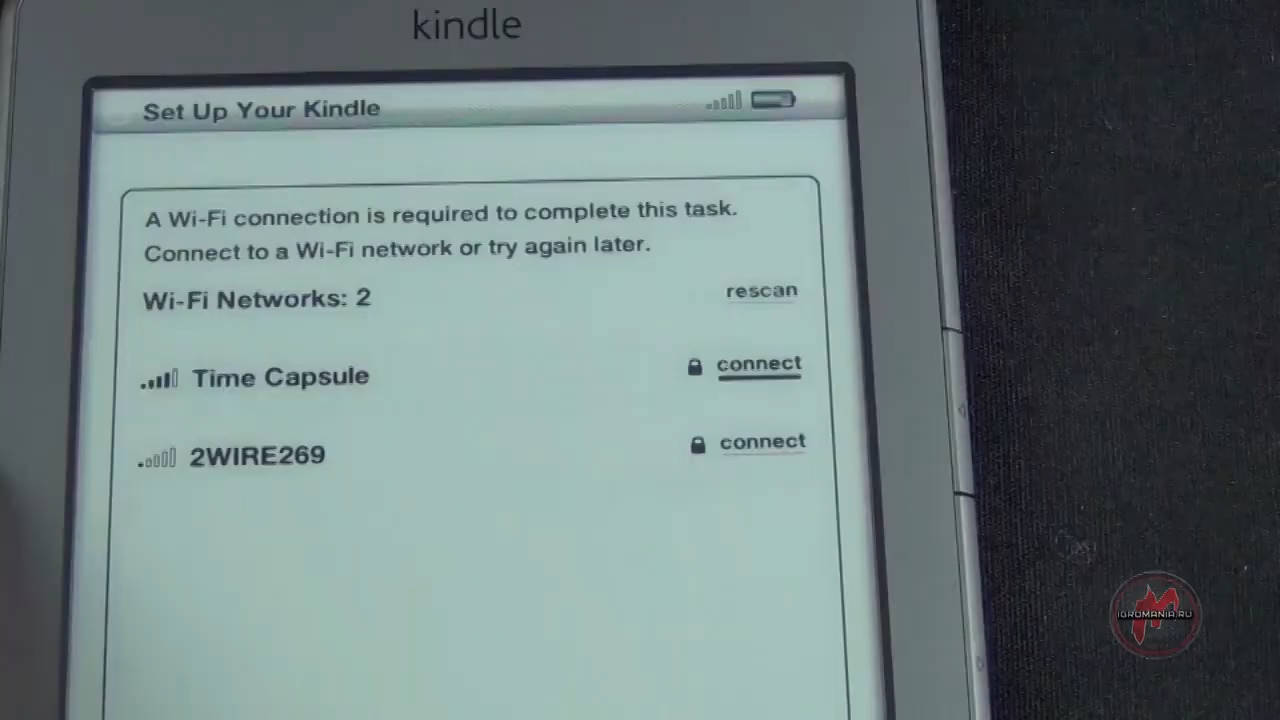 kindle
Set Up Your Kindle
A Wi-Fi connection is required to complete this task.
Connect to a Wi-Fi network or try again later.
Wi-Fi Networks: 2
rescan
Time Capsule
connect
2WIRE269
connect
IGROMANIA.RU